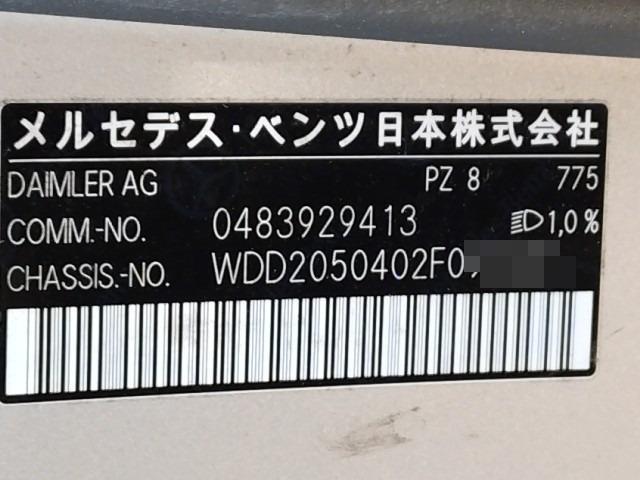 メルセデス・ベンツ日本株式会社
DAIMLER AG PZ 8 775
COMM.-NO. 0483929413 1,0%
CHASSIS.-NO. WDD2050402F0